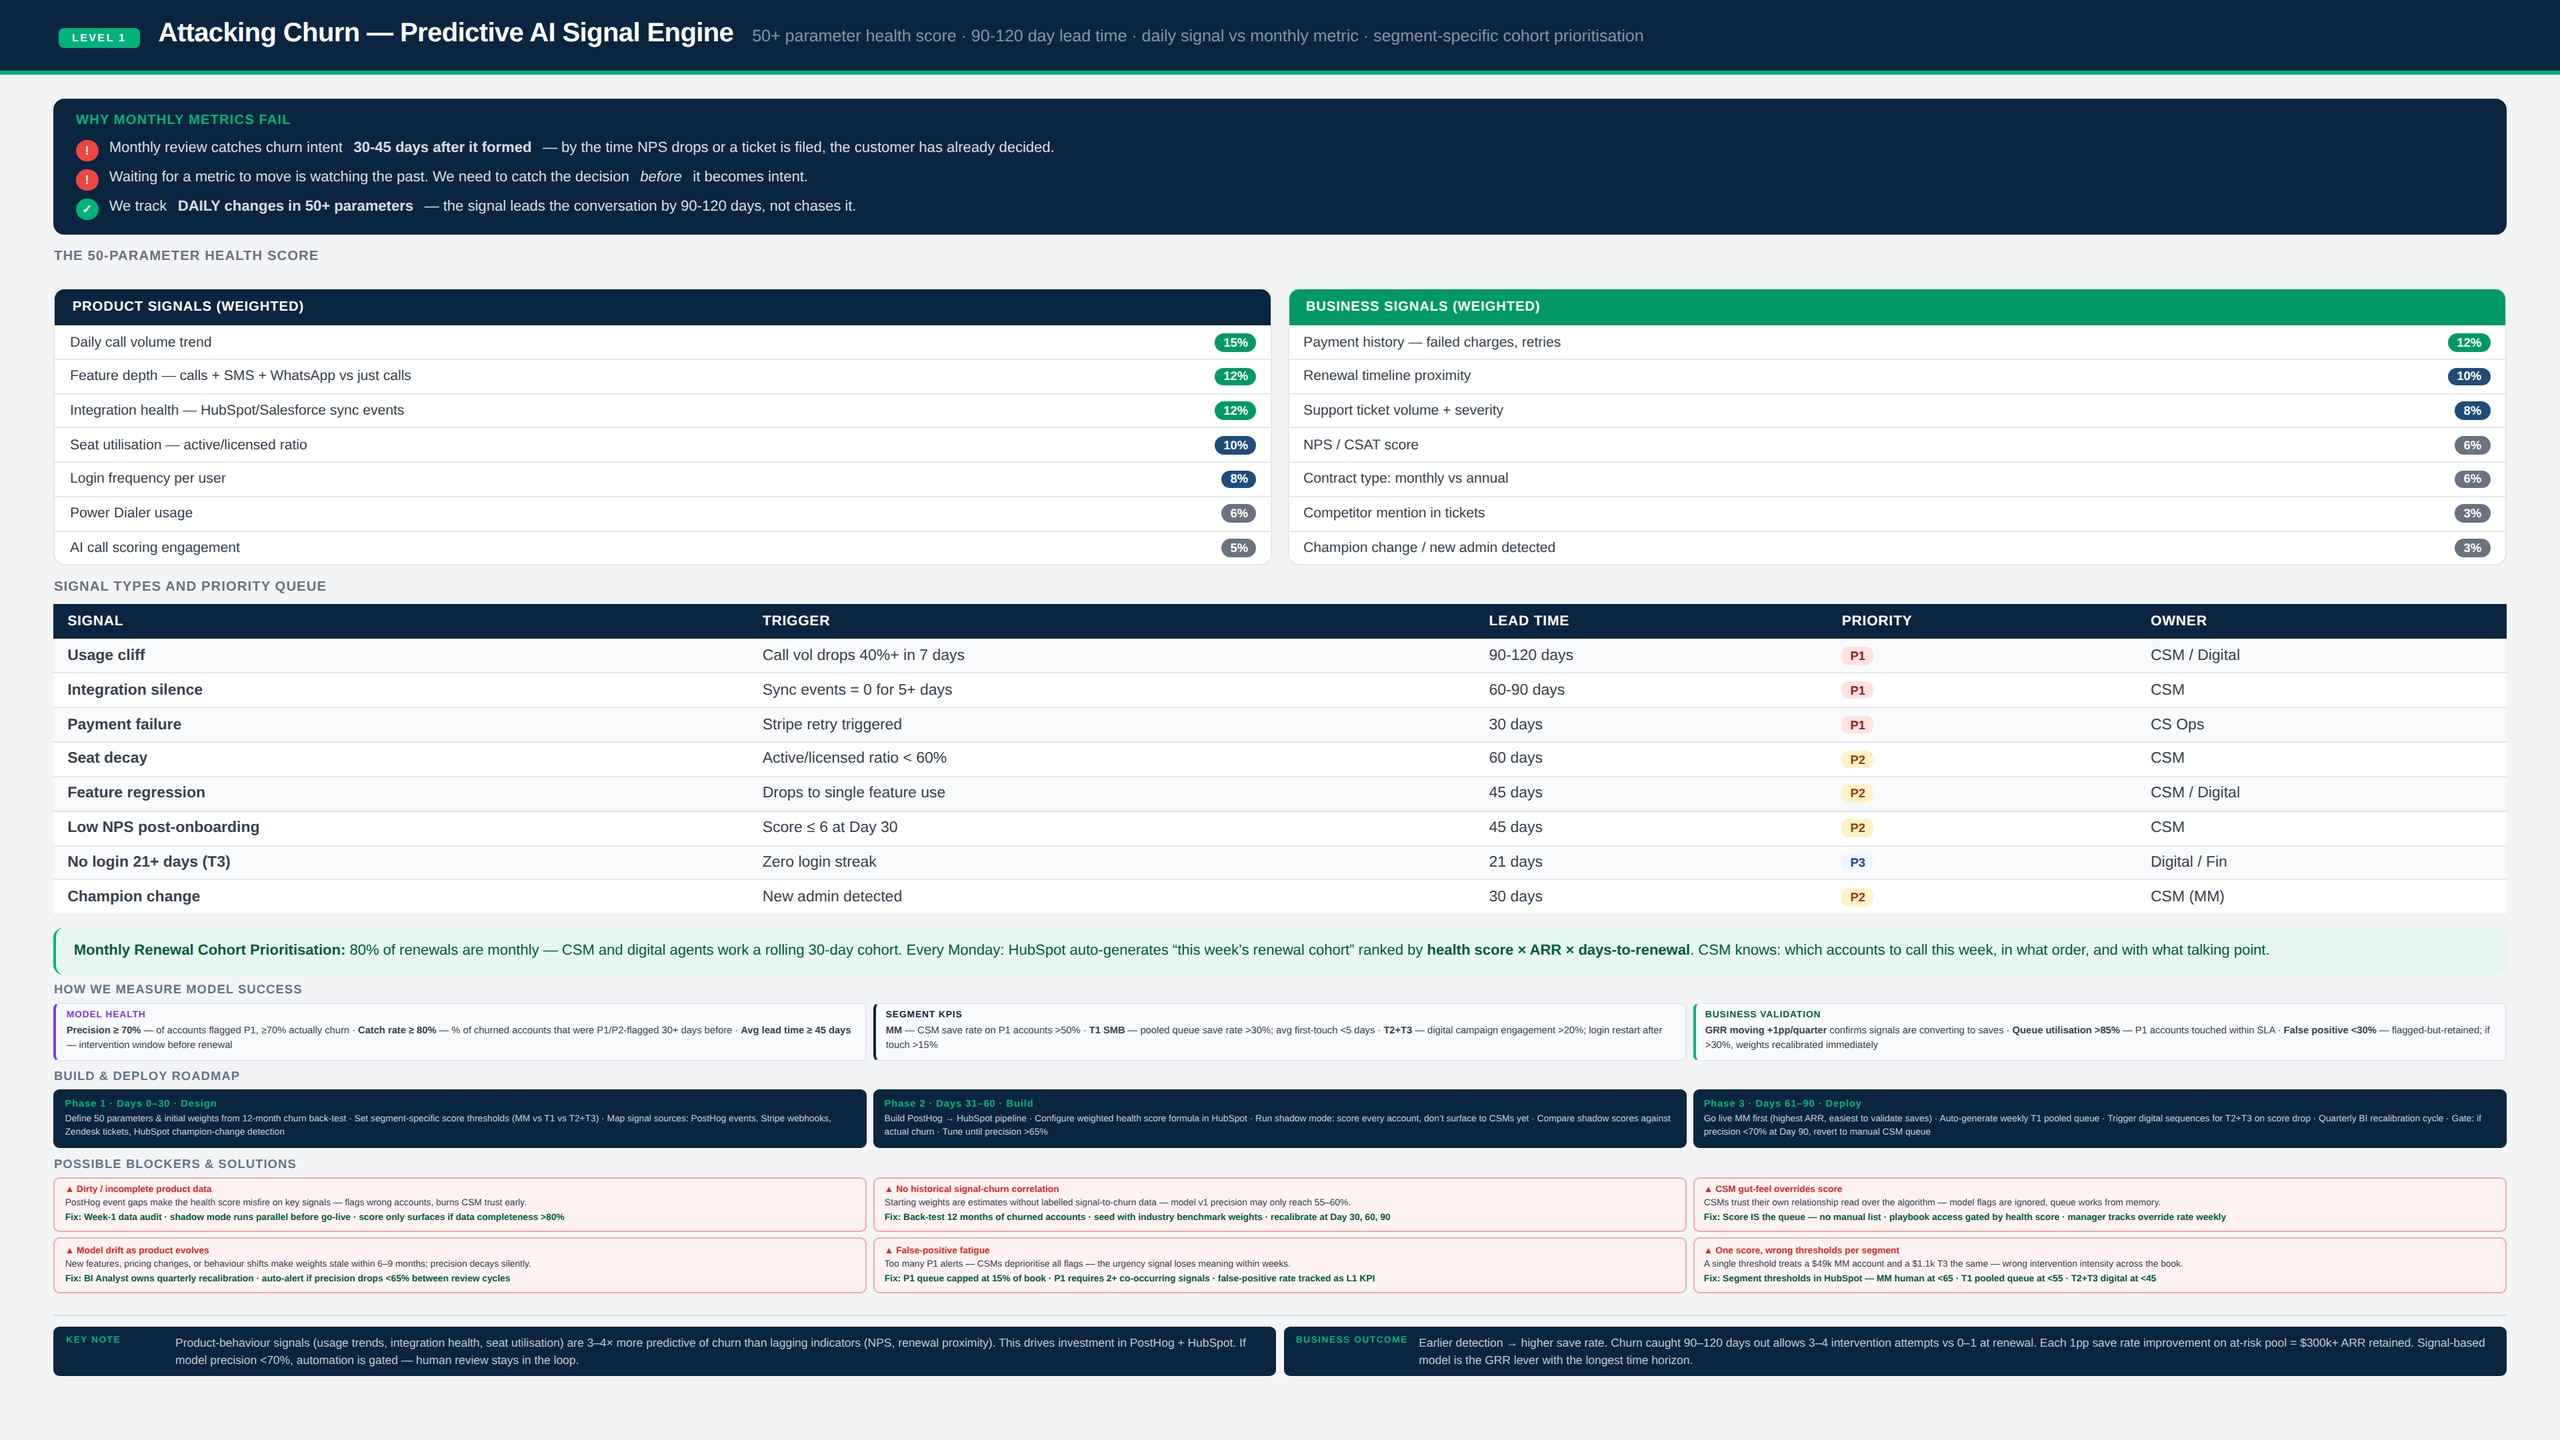 LEVEL 1
Attacking Churn — Predictive AI Signal Engine
50+ parameter health score · 90-120 day lead time · daily signal vs monthly metric · segment-specific cohort prioritisation
WHY MONTHLY METRICS FAIL
! Monthly review catches churn intent 30-45 days after it formed — by the time NPS drops or a ticket is filed, the customer has already decided.
! Waiting for a metric to move is watching the past. We need to catch the decision before it becomes intent.
✓ We track DAILY changes in 50+ parameters — the signal leads the conversation by 90-120 days, not chases it.
THE 50-PARAMETER HEALTH SCORE
PRODUCT SIGNALS (WEIGHTED)
Daily call volume trend 15%
Feature depth — calls + SMS + WhatsApp vs just calls 12%
Integration health — HubSpot/Salesforce sync events 12%
Seat utilisation — active/licensed ratio 10%
Login frequency per user 8%
Power Dialer usage 6%
AI call scoring engagement 5%
BUSINESS SIGNALS (WEIGHTED)
Payment history — failed charges, retries 12%
Renewal timeline proximity 10%
Support ticket volume + severity 8%
NPS / CSAT score 6%
Contract type: monthly vs annual 6%
Competitor mention in tickets 3%
Champion change / new admin detected 3%
SIGNAL TYPES AND PRIORITY QUEUE
SIGNAL TRIGGER LEAD TIME PRIORITY OWNER
Usage cliff Call vol drops 40%+ in 7 days 90-120 days P1 CSM / Digital
Integration silence Sync events = 0 for 5+ days 60-90 days P1 CSM
Payment failure Stripe retry triggered 30 days P1 CS Ops
Seat decay Active/licensed ratio < 60% 60 days P2 CSM
Feature regression Drops to single feature use 45 days P2 CSM / Digital
Low NPS post-onboarding Score ≤ 6 at Day 30 45 days P2 CSM
No login 21+ days (T3) Zero login streak 21 days P3 Digital / Fin
Champion change New admin detected 30 days P2 CSM (MM)
Monthly Renewal Cohort Prioritisation: 80% of renewals are monthly — CSM and digital agents work a rolling 30-day cohort. Every Monday: HubSpot auto-generates “this week’s renewal cohort” ranked by health score × ARR × days-to-renewal. CSM knows: which accounts to call this week, in what order, and with what talking point.
HOW WE MEASURE MODEL SUCCESS
MODEL HEALTH
Precision ≥ 70% — of accounts flagged P1, ≥70% actually churn · Catch rate ≥ 80% — % of churned accounts that were P1/P2-flagged 30+ days before · Avg lead time ≥ 45 days
— intervention window before renewal
SEGMENT KPIS
MM — CSM save rate on P1 accounts >50% · T1 SMB — pooled queue save rate >30%; avg first-touch <5 days · T2+T3 — digital campaign engagement >20%; login restart after
touch >15%
BUSINESS VALIDATION
GRR moving +1pp/quarter confirms signals are converting to saves · Queue utilisation >85% — P1 accounts touched within SLA · False positive <30% — flagged-but-retained; if
>30%, weights recalibrated immediately
BUILD & DEPLOY ROADMAP
Phase 1 · Days 0–30 · Design
Define 50 parameters & initial weights from 12-month churn back-test · Set segment-specific score thresholds (MM vs T1 vs T2+T3) · Map signal sources: PostHog events, Stripe webhooks,
Zendesk tickets, HubSpot champion-change detection
Phase 2 · Days 31–60 · Build
Build PostHog → HubSpot pipeline · Configure weighted health score formula in HubSpot · Run shadow mode: score every account, don’t surface to CSMs yet · Compare shadow scores against
actual churn · Tune until precision >65%
Phase 3 · Days 61–90 · Deploy
Go live MM first (highest ARR, easiest to validate saves) · Auto-generate weekly T1 pooled queue · Trigger digital sequences for T2+T3 on score drop · Quarterly BI recalibration cycle · Gate: if
precision <70% at Day 90, revert to manual CSM queue
POSSIBLE BLOCKERS & SOLUTIONS
▲ Dirty / incomplete product data
PostHog event gaps make the health score misfire on key signals — flags wrong accounts, burns CSM trust early.
Fix: Week-1 data audit · shadow mode runs parallel before go-live · score only surfaces if data completeness >80%
▲ No historical signal-churn correlation
Starting weights are estimates without labelled signal-to-churn data — model v1 precision may only reach 55–60%.
Fix: Back-test 12 months of churned accounts · seed with industry benchmark weights · recalibrate at Day 30, 60, 90
▲ CSM gut-feel overrides score
CSMs trust their own relationship read over the algorithm — model flags are ignored, queue works from memory.
Fix: Score IS the queue — no manual list · playbook access gated by health score · manager tracks override rate weekly
▲ Model drift as product evolves
New features, pricing changes, or behaviour shifts make weights stale within 6–9 months; precision decays silently.
Fix: BI Analyst owns quarterly recalibration · auto-alert if precision drops <65% between review cycles
▲ False-positive fatigue
Too many P1 alerts — CSMs deprioritise all flags — the urgency signal loses meaning within weeks.
Fix: P1 queue capped at 15% of book · P1 requires 2+ co-occurring signals · false-positive rate tracked as L1 KPI
▲ One score, wrong thresholds per segment
A single threshold treats a $49k MM account and a $1.1k T3 the same — wrong intervention intensity across the book.
Fix: Segment thresholds in HubSpot — MM human at <65 · T1 pooled queue at <55 · T2+T3 digital at <45
KEY NOTE
Product-behaviour signals (usage trends, integration health, seat utilisation) are 3–4× more predictive of churn than lagging indicators (NPS, renewal proximity). This drives investment in PostHog + HubSpot. If
model precision <70%, automation is gated — human review stays in the loop.
BUSINESS OUTCOME
Earlier detection → higher save rate. Churn caught 90–120 days out allows 3–4 intervention attempts vs 0–1 at renewal. Each 1pp save rate improvement on at-risk pool = $300k+ ARR retained. Signal-based
model is the GRR lever with the longest time horizon.